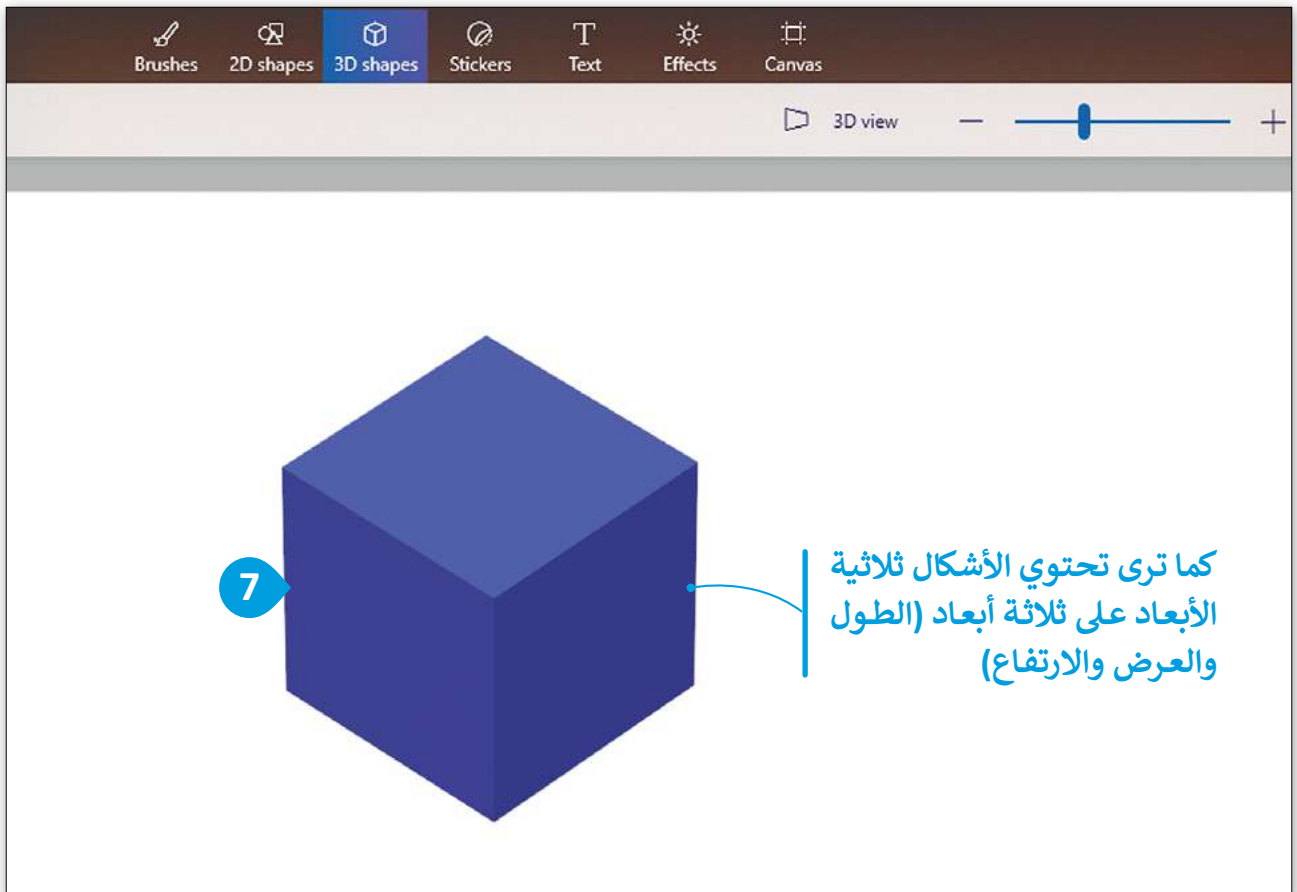 Brushes 2D shapes 3D shapes Stickers Text Effects Canvas
3D view
7
كما ترى تحتوي الأشكال ثلاثية
الأبعاد على ثلاثة أبعاد (الطول
والعرض والارتفاع)